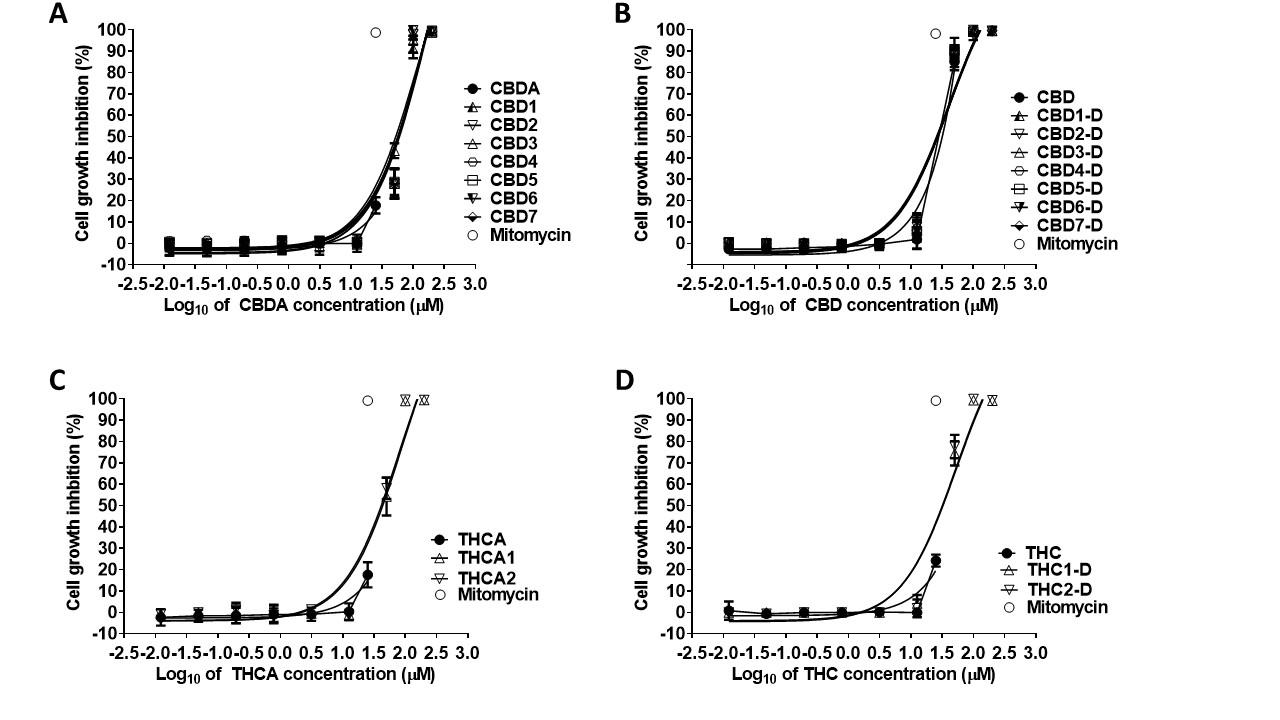 A
Cell growth inhbition (%)
100
90
80
70
60
50
40
30
20
10
0
-10
-2.5 -2.0 -1.5 -1.0 -0.5 0.0 0.5 1.0 1.5 2.0 2.5 3.0
Log10 of CBDA concentration (μM)
CBDA
CBD1
CBD2
CBD3
CBD4
CBD5
CBD6
CBD7
Mitomycin
B
Cell growth inhbition (%)
100
90
80
70
60
50
40
30
20
10
0
-10
-2.5 -2.0 -1.5 -1.0 -0.5 0.0 0.5 1.0 1.5 2.0 2.5 3.0
Log10 of CBD concentration (μM)
CBD
CBD1-D
CBD2-D
CBD3-D
CBD4-D
CBD5-D
CBD6-D
CBD7-D
Mitomycin
C
Cell growth inhbition (%)
100
90
80
70
60
50
40
30
20
10
0
-10
-2.5 -2.0 -1.5 -1.0 -0.5 0.0 0.5 1.0 1.5 2.0 2.5 3.0
Log10 of THCA concentration (μM)
THCA
THCA1
THCA2
Mitomycin
D
Cell growth inhbition (%)
100
90
80
70
60
50
40
30
20
10
0
-10
-2.5 -2.0 -1.5 -1.0 -0.5 0.0 0.5 1.0 1.5 2.0 2.5 3.0
Log10 of THC concentration (μM)
THC
THC1-D
THC2-D
Mitomycin